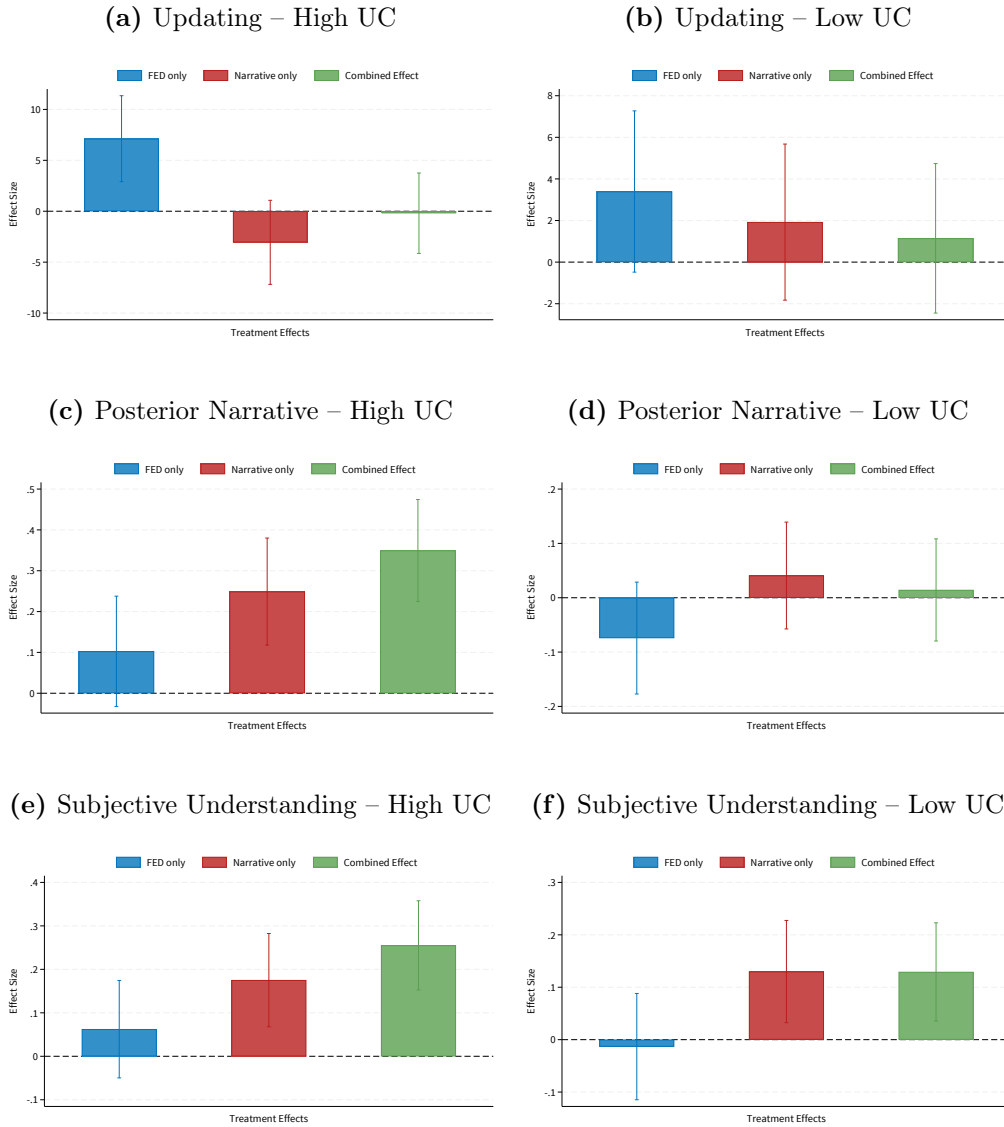 (a) Updating – High UC
FED only Narrative only Combined Effect
10
5
0
-5
-10
Effect Size
Treatment Effects
(b) Updating – Low UC
FED only Narrative only Combined Effect
8
6
4
2
0
-2
Effect Size
Treatment Effects
(c) Posterior Narrative – High UC
FED only Narrative only Combined Effect
.5
.4
.3
.2
.1
0
Effect Size
Treatment Effects
(d) Posterior Narrative – Low UC
FED only Narrative only Combined Effect
.2
.1
0
-.1
-.2
Effect Size
Treatment Effects
(e) Subjective Understanding – High UC
FED only Narrative only Combined Effect
.4
.3
.2
.1
0
-.1
Effect Size
Treatment Effects
(f) Subjective Understanding – Low UC
FED only Narrative only Combined Effect
.3
.2
.1
0
-.1
Effect Size
Treatment Effects